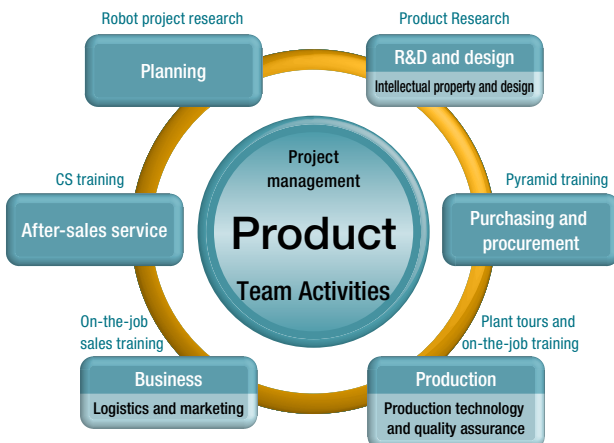 Robot project research
Product Research
Planning
R&D and design
Intellectual property and design
Project
management
Product
Team Activities
CS training
After-sales service
Pyramid training
Purchasing and
procurement
On-the-job
sales training
Business
Logistics and marketing
Plant tours and
on-the-job training
Production
Production technology
and quality assurance